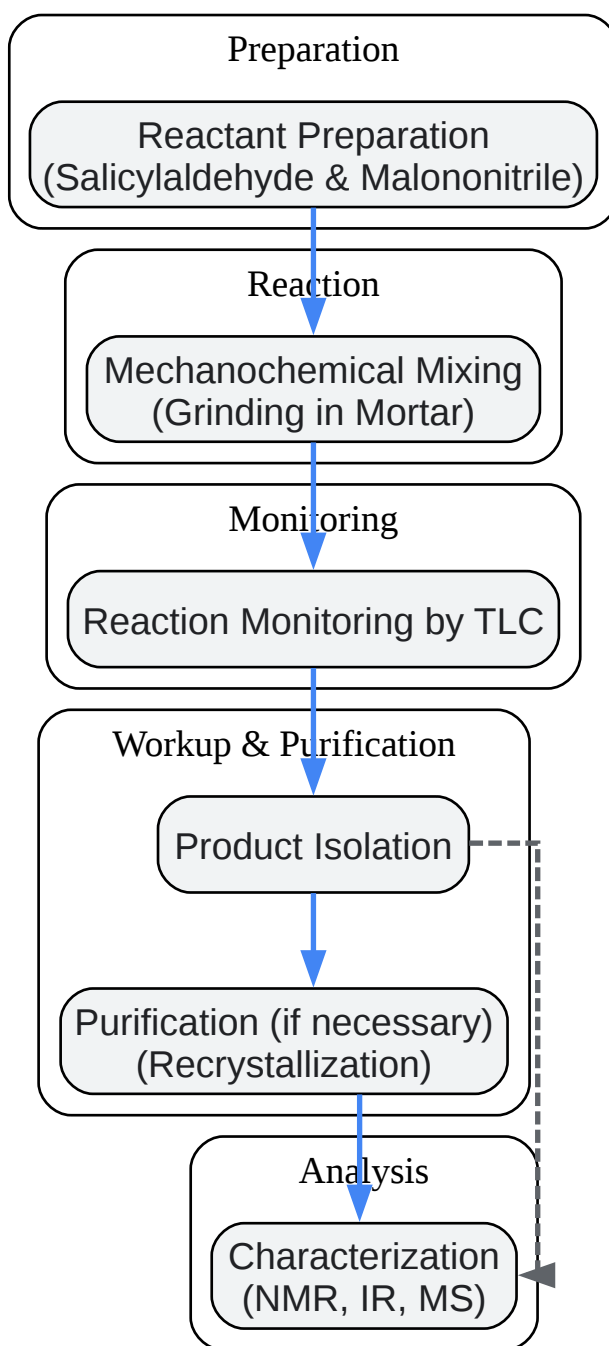 Preparation
Reactant Preparation
(Salicylaldehyde & Malononitrile)
Reaction
Mechanochemical Mixing
(Grinding in Mortar)
Monitoring
Reaction Monitoring by TLC
Workup & Purification
Product Isolation
Purification (if necessary)
(Recrystallization)
Analysis
Characterization
(NMR, IR, MS)